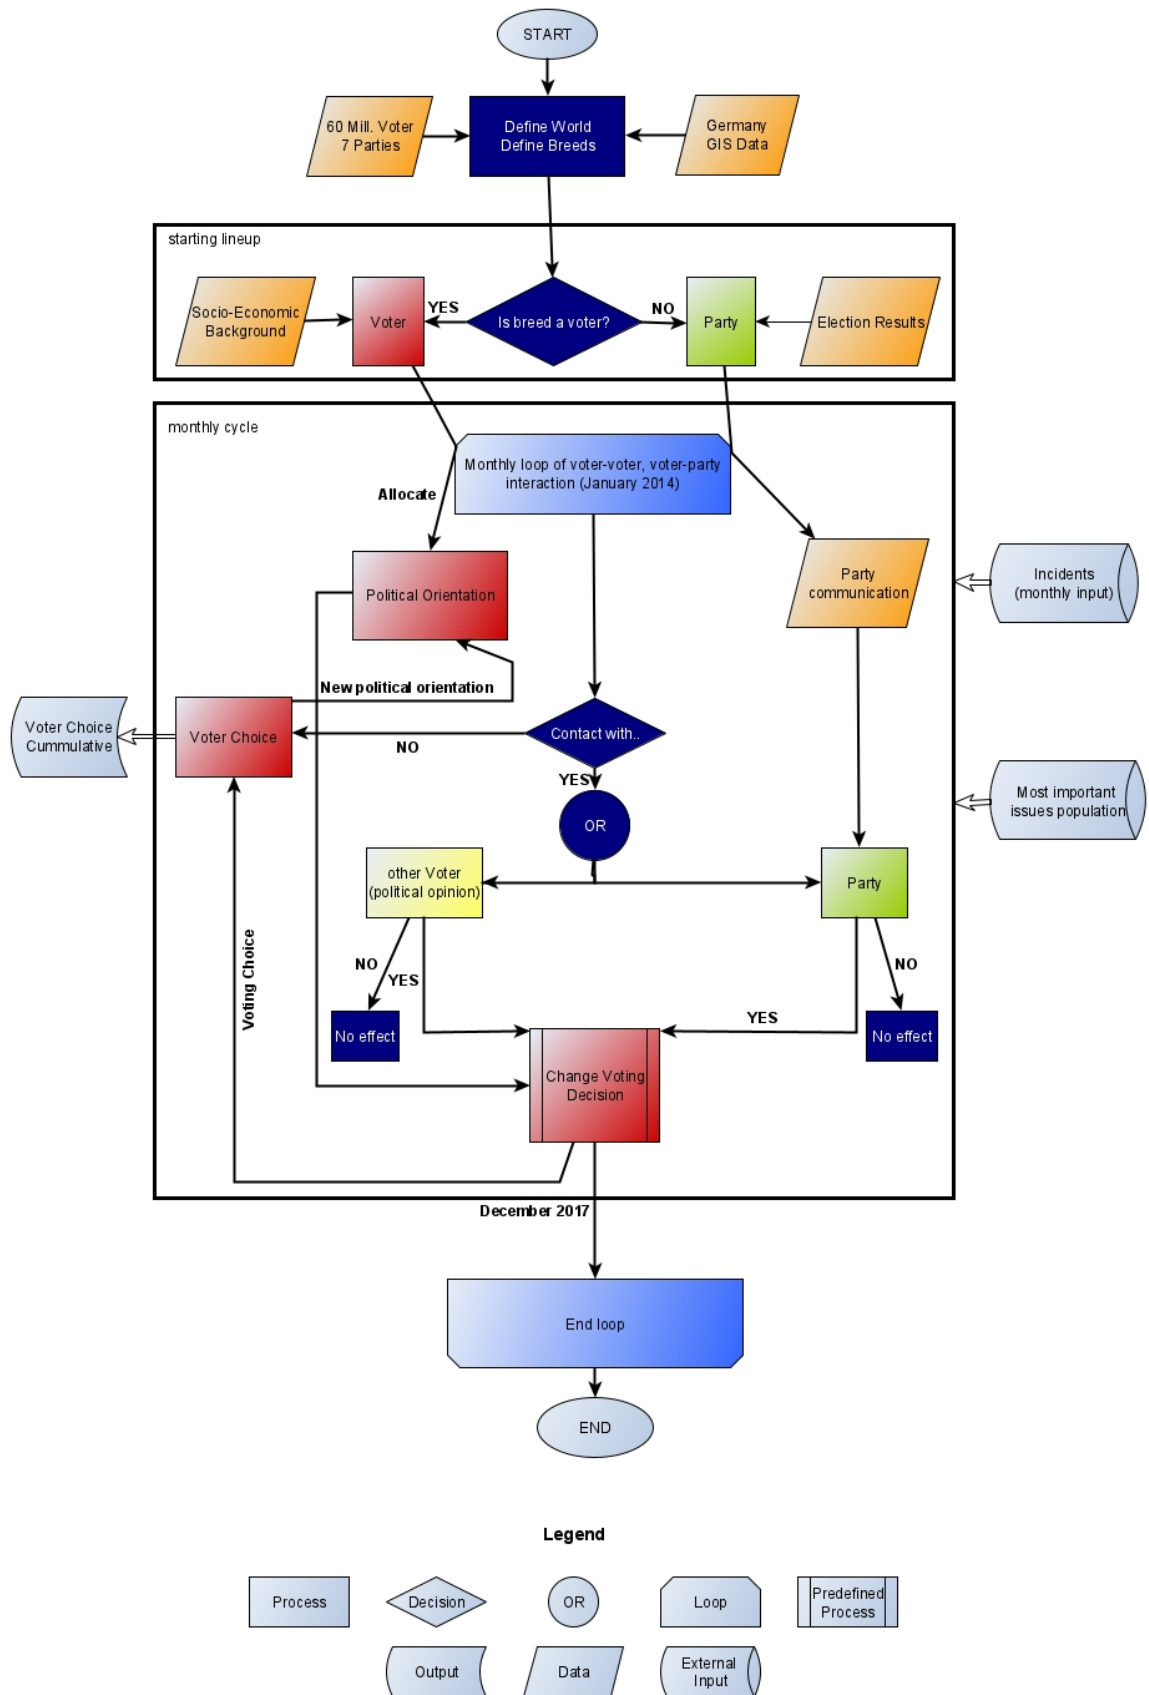 START
60 Mill. Voter
7 Parties
Define World
Define Breeds
Germany
GIS Data
starting lineup
Socio-Economic
Background
Voter
YES
Is breed a voter?
NO
Party
Election Results
monthly cycle
Monthly loop of voter-voter, voter-party
interaction (January 2014)
Allocate
Political Orientation
Party
communication
Incidents
(monthly input)
New political orientation
Voter Choice
Cummulative
Voter Choice
NO
Contact with..
YES
OR
Most important
issues population
other Voter
(political opinion)
Party
NO
YES
NO
Voting Choice
No effect
YES
No effect
Change Voting
Decision
December 2017
End loop
END
Legend
Process
Decision
OR
Loop
Predefined
Process
Output
Data
External
Input